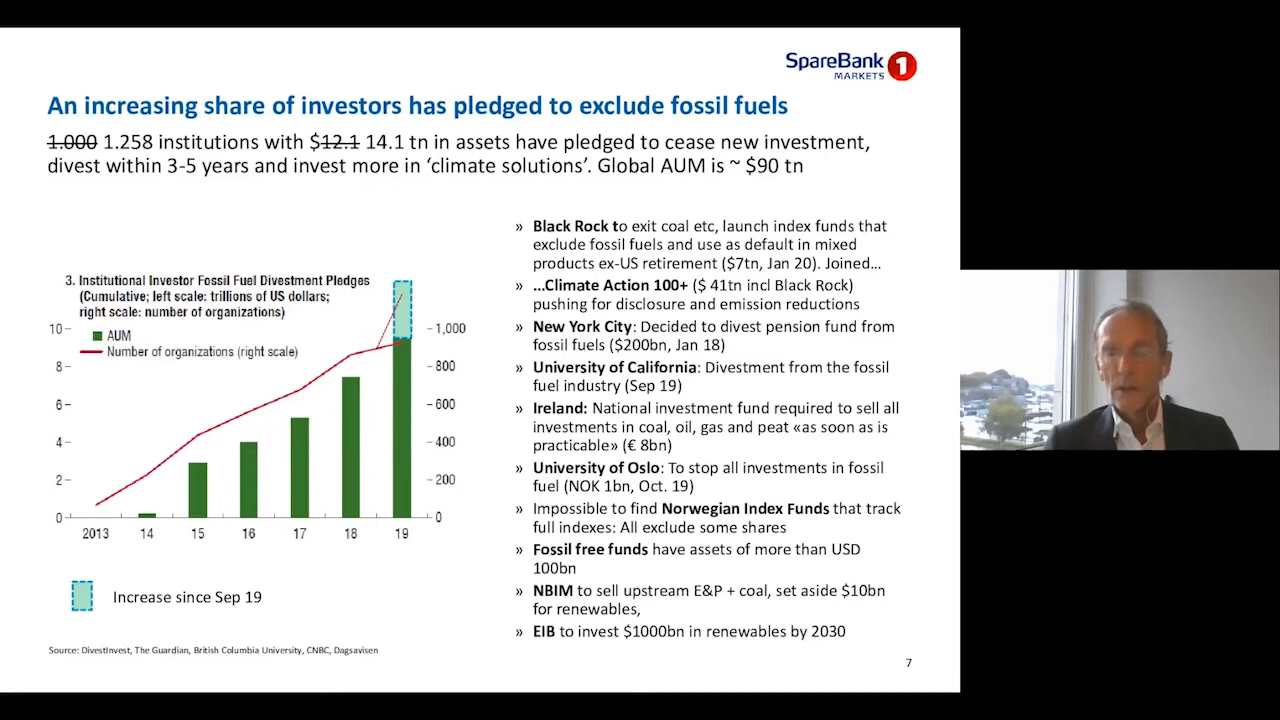 SpareBank 1
MARKETS
An increasing share of investors has pledged to exclude fossil fuels
1.000 1.258 institutions with $12.1 14.1 tn in assets have pledged to cease new investment,
divest within 3-5 years and invest more in ‘climate solutions’. Global AUM is ~ $90 tn
3. Institutional Investor Fossil Fuel Divestment Pledges
(Cumulative; left scale: trillions of US dollars;
right scale: number of organizations)
AUM
Number of organizations (right scale)
10
8
6
4
2
0
1,000
800
600
400
200
0
2013 14 15 16 17 18 19
Increase since Sep 19
» Black Rock to exit coal etc, launch index funds that
exclude fossil fuels and use as default in mixed
products ex-US retirement ($7tn, Jan 20). Joined…
» …Climate Action 100+ ($ 41tn incl Black Rock)
pushing for disclosure and emission reductions
» New York City: Decided to divest pension fund from
fossil fuels ($200bn, Jan 18)
» University of California: Divestment from the fossil
fuel industry (Sep 19)
» Ireland: National investment fund required to sell all
investments in coal, oil, gas and peat «as soon as is
practicable» (€ 8bn)
» University of Oslo: To stop all investments in fossil
fuel (NOK 1bn, Oct. 19)
» Impossible to find Norwegian Index Funds that track
full indexes: All exclude some shares
» Fossil free funds have assets of more than USD
100bn
» NBIM to sell upstream E&P + coal, set aside $10bn
for renewables,
» EIB to invest $1000bn in renewables by 2030
Source: DivestInvest, The Guardian, British Columbia University, CNBC, Dagsavisen
7